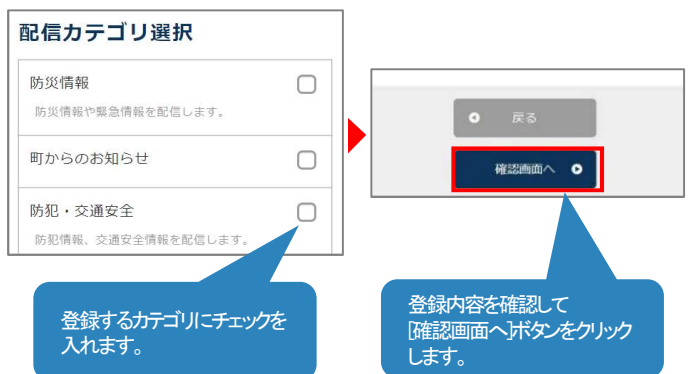 配信カテゴリ選択
防災情報
防災情報や緊急情報を配信します。
町からのお知らせ
防犯・交通安全
防犯情報、交通安全情報を配信します。
戻る
確認画面へ
登録するカテゴリにチェックを
入れます。
登録内容を確認して
[確認画面へ]ボタンをクリック
します。